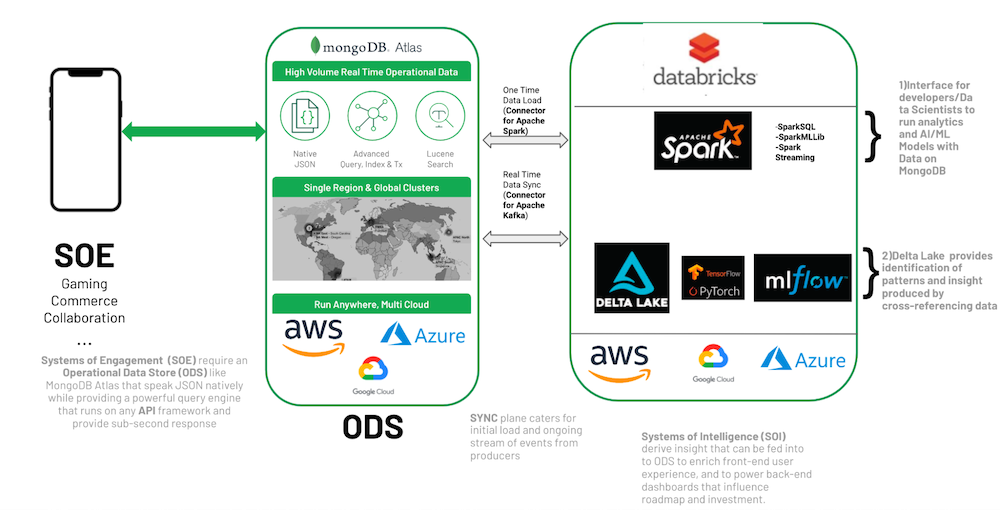 mongoDB. Atlas
High Volume Real Time Operational Data
Native
JSON
Advanced
Query, Index & Tx
Lucene
Search
Single Region & Global Clusters
Run Anywhere, Multi Cloud
aws
Azure
Google Cloud
ODS
SOE
Gaming
Commerce
Collaboration
...
Systems of Engagement (SOE) require an
Operational Data Store (ODS) like
MongoDB Atlas that speak JSON natively
while providing a powerful query engine
that runs on any API framework and
provide sub-second response
One Time
Data Load
(Connector
for Apache
Spark)
Real Time
Data Sync
(Connector
for Apache
Kafka)
SYNC plane caters for
initial load and ongoing
stream of events from
producers
databricks
APACHE
Spark
-SparkSQL
-SparkMLLib
-Spark
Streaming
DELTA LAKE
TensorFlow
PyTorch
mlflow
aws
Google Cloud
Azure
1)Interface for
developers/Da
ta Scientists to
run analytics
and AI/ML
Models with
Data on
MongoDB
2)Delta Lake provides
identification of
patterns and insight
produced by
cross-referencing data
Systems of Intelligence (SOI)
derive insight that can be fed into
to ODS to enrich front-end user
experience, and to power back-end
dashboards that influence
roadmap and investment.